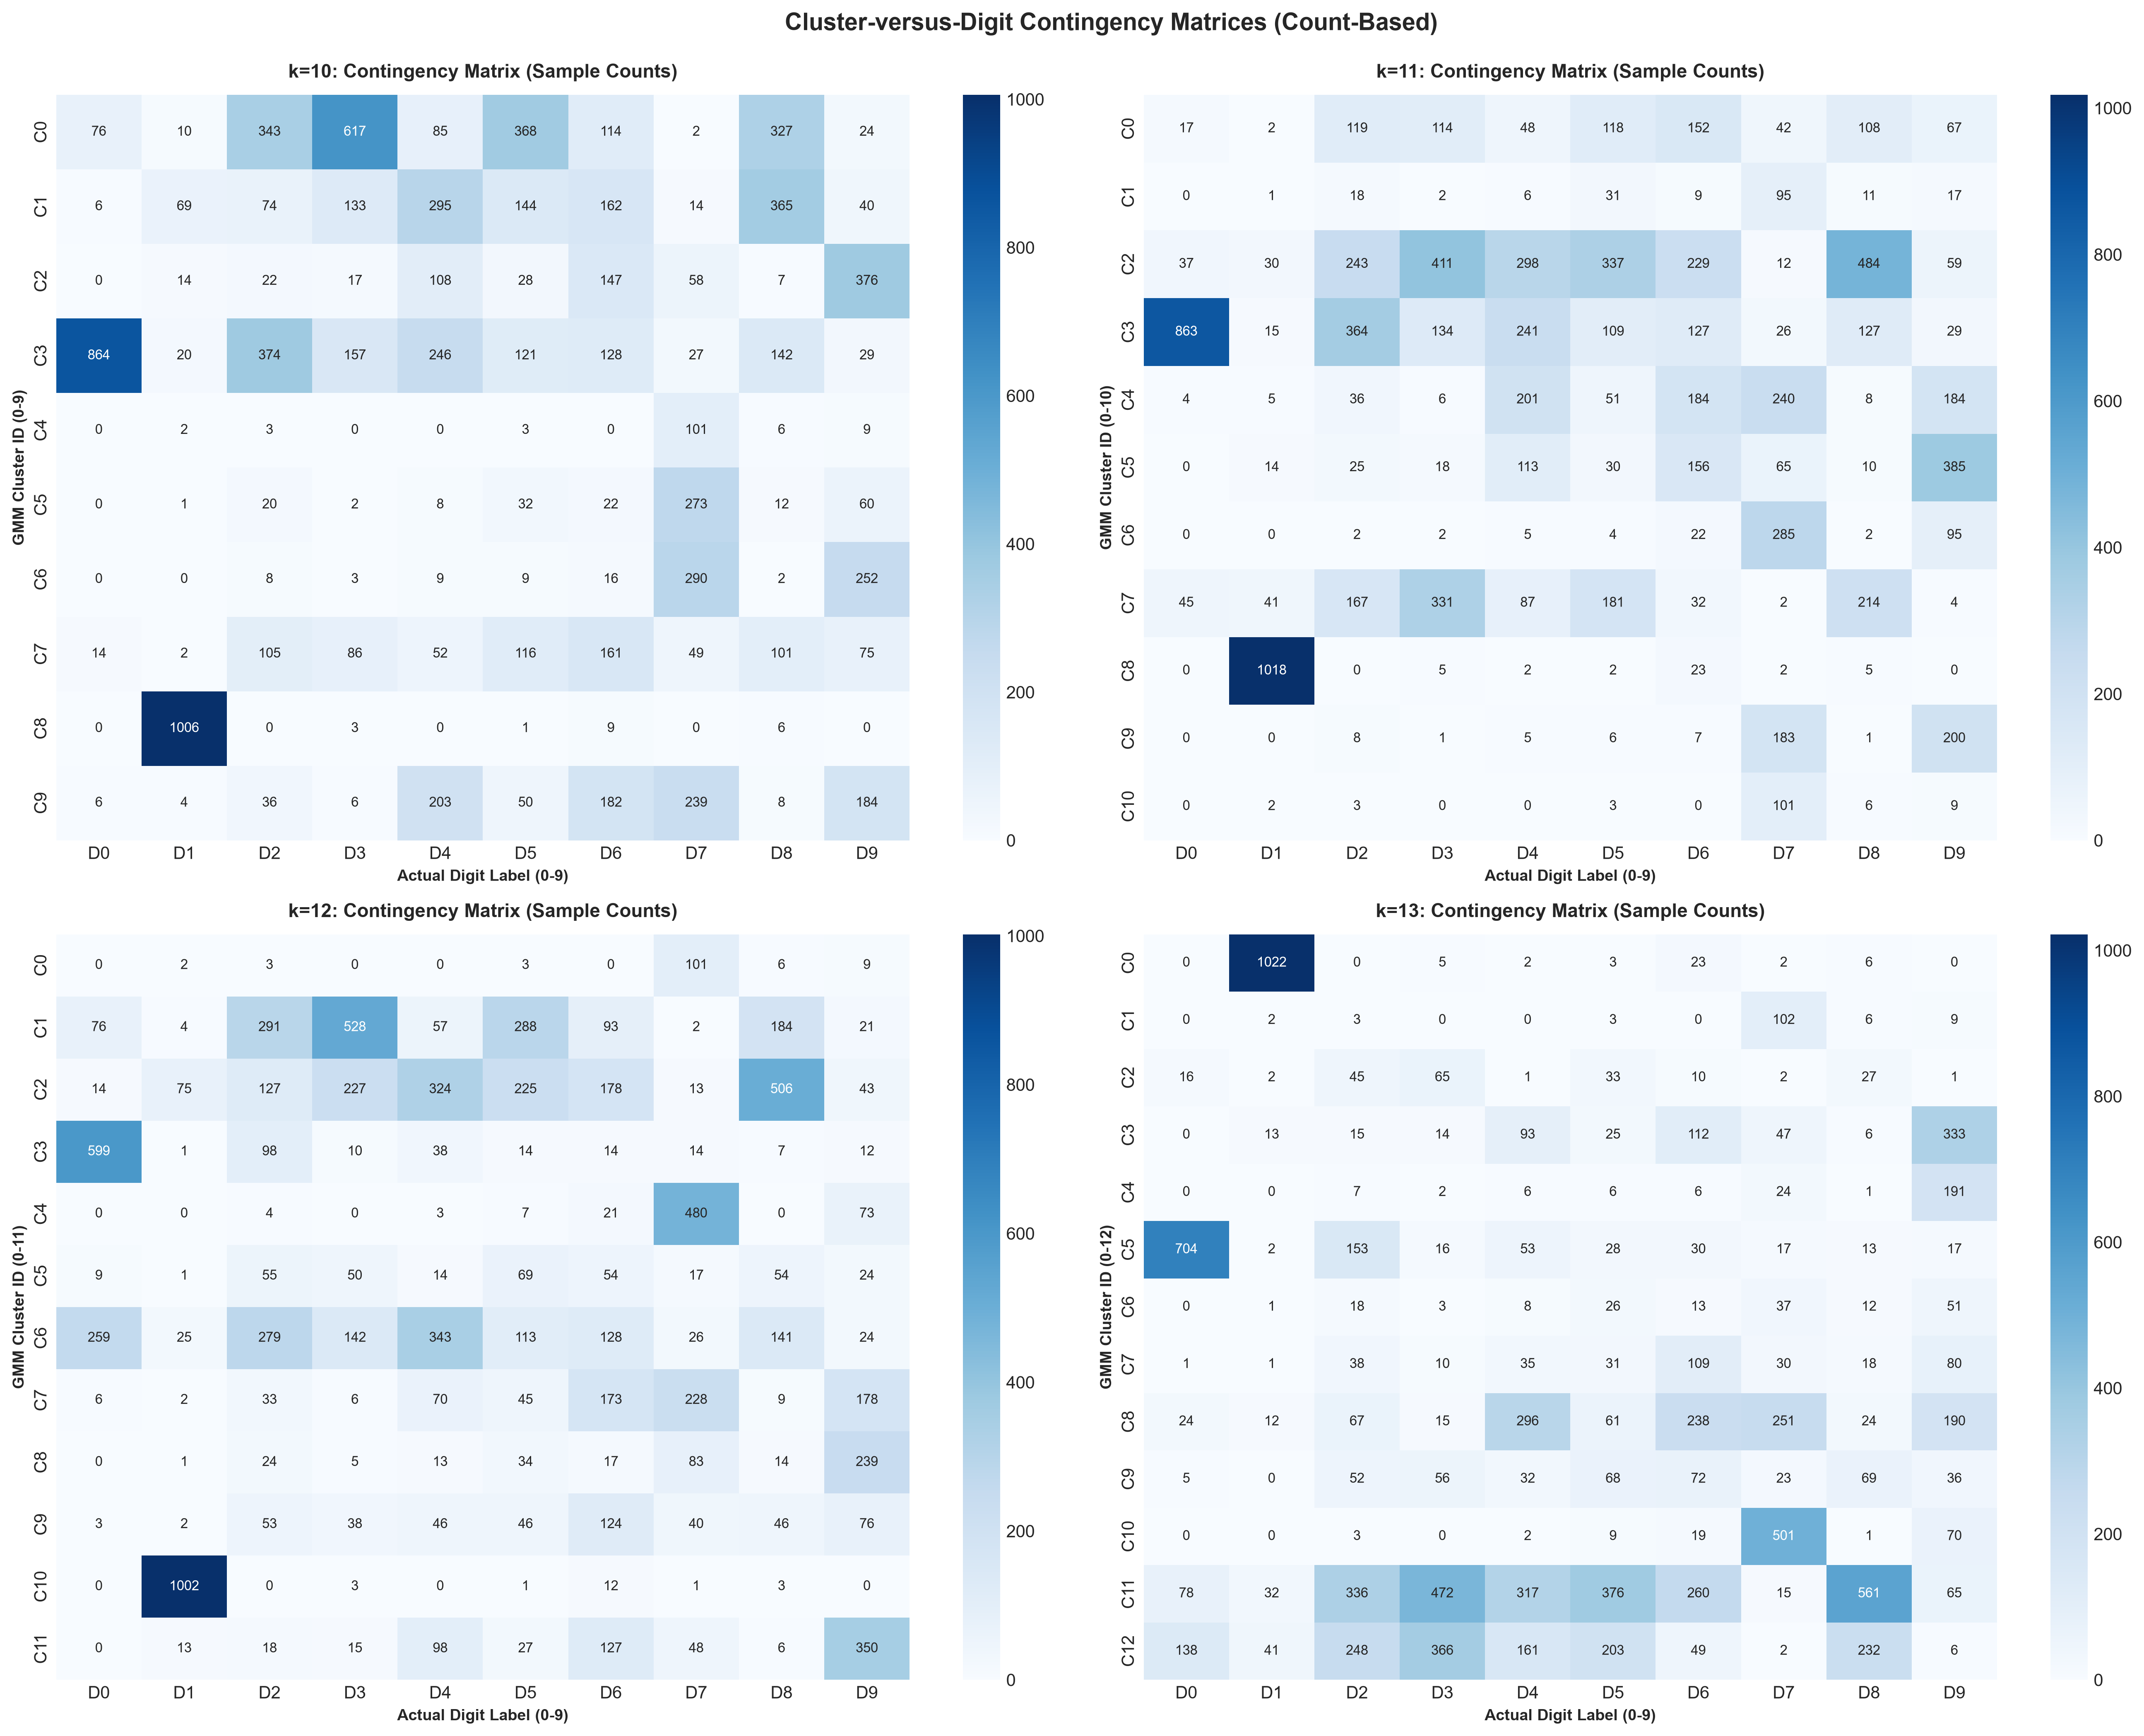 Cluster-versus-Digit Contingency Matrices (Count-Based)
k=10: Contingency Matrix (Sample Counts)
GMM Cluster ID (0-9)
C0 76 10 343 617 85 368 114 2 327 24
C1 6 69 74 133 295 144 162 14 365 40
C2 0 14 22 17 108 28 147 58 7 376
C3 864 20 374 157 246 121 128 27 142 29
C4 0 2 3 0 0 3 0 101 6 9
C5 0 1 20 2 8 32 22 273 12 60
C6 0 0 8 3 9 9 16 290 2 252
C7 14 2 105 86 52 116 161 49 101 75
C8 0 1006 0 3 0 1 9 0 6 0
C9 6 4 36 6 203 50 182 239 8 184
D0 D1 D2 D3 D4 D5 D6 D7 D8 D9
Actual Digit Label (0-9)
1000
800
600
400
200
0
k=11: Contingency Matrix (Sample Counts)
GMM Cluster ID (0-10)
C0 17 2 119 114 48 118 152 42 108 67
C1 0 1 18 2 6 31 9 95 11 17
C2 37 30 243 411 298 337 229 12 484 59
C3 863 15 364 134 241 109 127 26 127 29
C4 4 5 36 6 201 51 184 240 8 184
C5 0 14 25 18 113 30 156 65 10 385
C6 0 0 2 2 5 4 22 285 2 95
C7 45 41 167 331 87 181 32 2 214 4
C8 0 1018 0 5 2 2 23 2 5 0
C9 0 0 8 1 5 6 7 183 1 200
C10 0 2 3 0 0 3 0 101 6 9
D0 D1 D2 D3 D4 D5 D6 D7 D8 D9
Actual Digit Label (0-9)
1000
800
600
400
200
0
k=12: Contingency Matrix (Sample Counts)
GMM Cluster ID (0-11)
C0 0 2 3 0 0 3 0 101 6 9
C1 76 4 291 528 57 288 93 2 184 21
C2 14 75 127 227 324 225 178 13 506 43
C3 599 1 98 10 38 14 14 14 7 12
C4 0 0 4 0 3 7 21 480 0 73
C5 9 1 55 50 14 69 54 17 54 24
C6 259 25 279 142 343 113 128 26 141 24
C7 6 2 33 6 70 45 173 228 9 178
C8 0 1 24 5 13 34 17 83 14 239
C9 3 2 53 38 46 46 124 40 46 76
C10 0 1002 0 3 0 1 12 1 3 0
C11 0 13 18 15 98 27 127 48 6 350
D0 D1 D2 D3 D4 D5 D6 D7 D8 D9
Actual Digit Label (0-9)
1000
800
600
400
200
0
k=13: Contingency Matrix (Sample Counts)
GMM Cluster ID (0-12)
C0 0 1022 0 5 2 3 23 2 6 0
C1 0 2 3 0 0 3 0 102 6 9
C2 16 2 45 65 1 33 10 2 27 1
C3 0 13 15 14 93 25 112 47 6 333
C4 0 0 7 2 6 6 6 24 1 191
C5 704 2 153 16 53 28 30 17 13 17
C6 0 1 18 3 8 26 13 37 12 51
C7 1 1 38 10 35 31 109 30 18 80
C8 24 12 67 15 296 61 238 251 24 190
C9 5 0 52 56 32 68 72 23 69 36
C10 0 0 3 0 2 9 19 501 1 70
C11 78 32 336 472 317 376 260 15 561 65
C12 138 41 248 366 161 203 49 2 232 6
D0 D1 D2 D3 D4 D5 D6 D7 D8 D9
Actual Digit Label (0-9)
1000
800
600
400
200
0